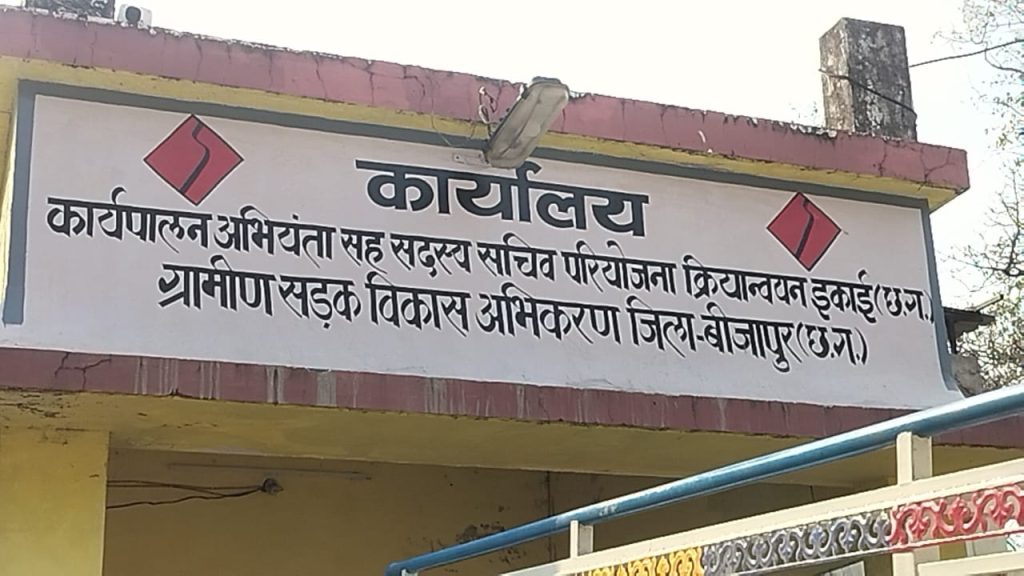 कार्यालय
कार्यपालन अभियंता सह सदस्य सचिव परियोजना क्रियान्वयन इकाई (छ.ग.)
ग्रामीण सड़क विकास अभिकरण जिला-बीजापुर (छ.ग.)